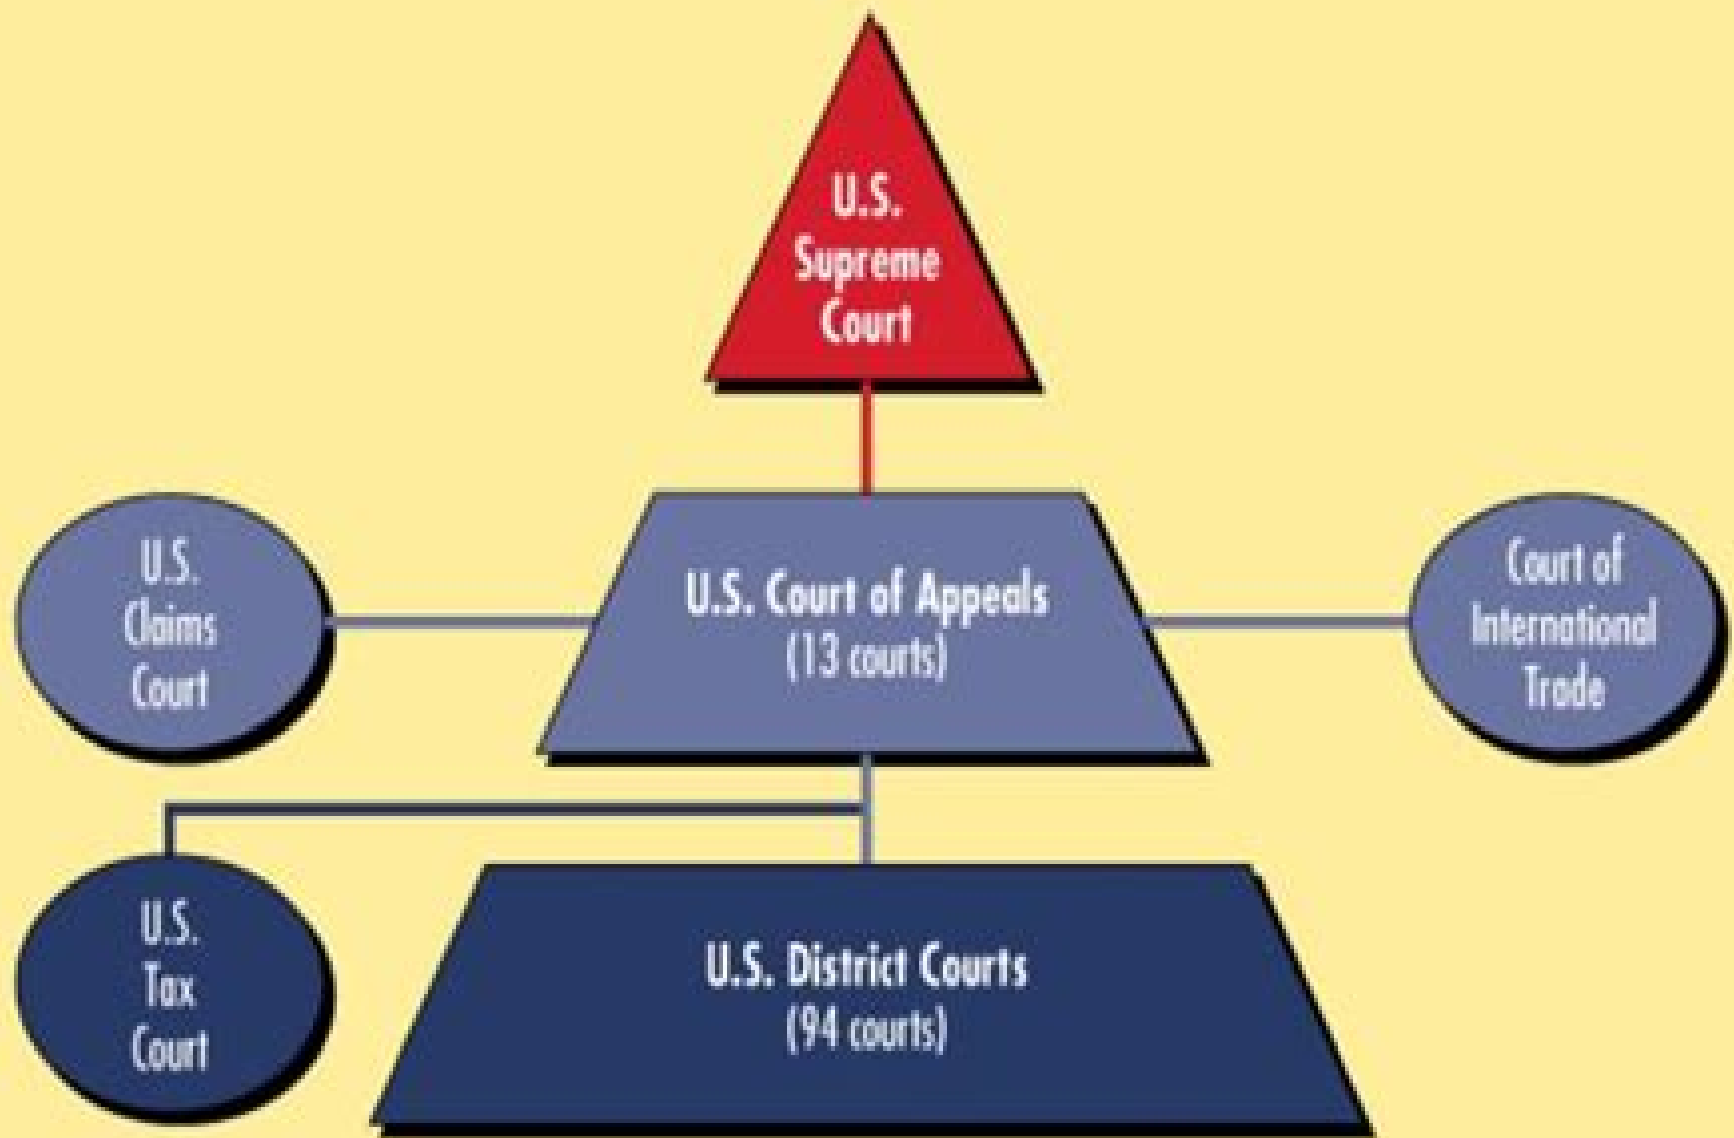 U.S.
Supreme
Court
U.S.
Claims
Court
U.S. Court of Appeals
(13 courts)
Court of
International
Trade
U.S.
Tax
Court
U.S. District Courts
(94 courts)